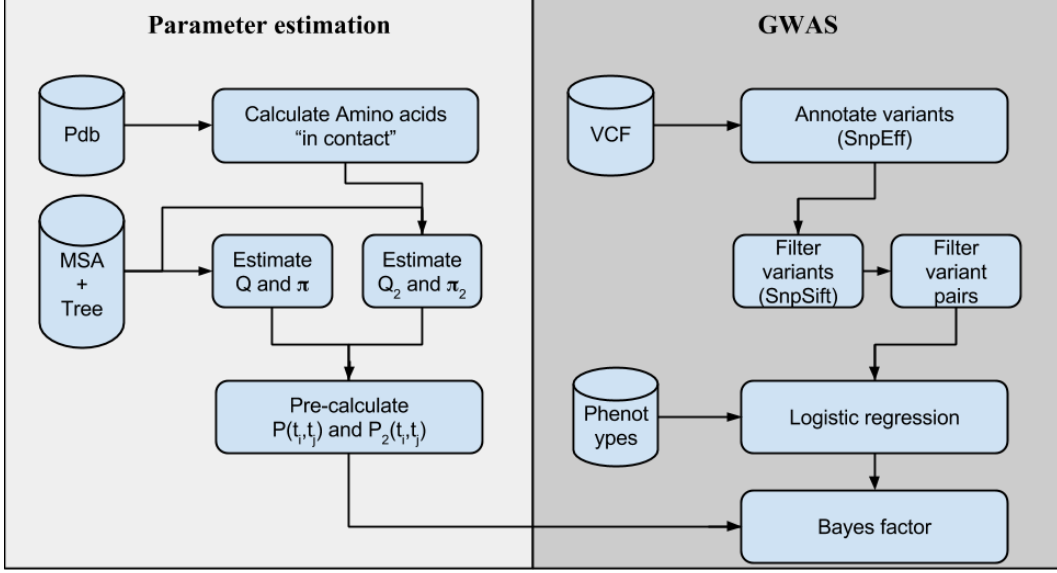 Parameter estimation
Pdb
Calculate Amino acids
“in contact”
MSA
+
Tree
Estimate
Q and π
Estimate
Q₂ and π₂
Pre-calculate
P(tᵢ,tⱼ) and P₂(tᵢ,tⱼ)
GWAS
VCF
Annotate variants
(SnpEff)
Filter
variants
(SnpSift)
Filter
variant
pairs
Phenot
ypes
Logistic regression
Bayes factor